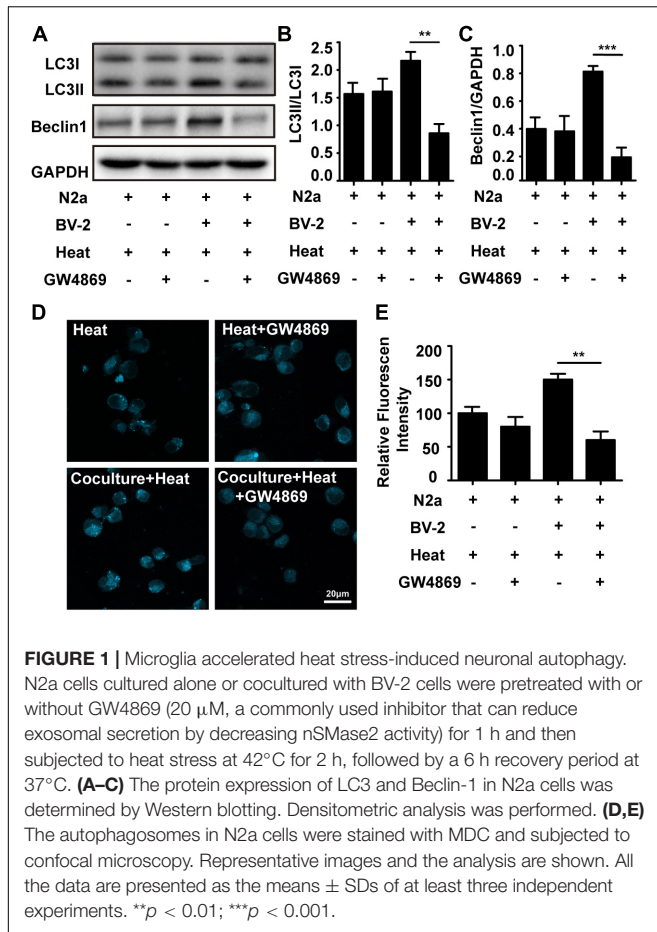 A
LC3I
LC3II
Beclin1
GAPDH
N2a + + + +
BV-2 - - + +
Heat + + + +
GW4869 - + - +
B
LC3II/LC3I
2.5
2.0
1.5
1.0
0.5
0.0
**
N2a + + + +
BV-2 - - + +
Heat + + + +
GW4869 - + - +
C
Beclin1/GAPDH
1.0
0.8
0.6
0.4
0.2
0.0
***
+ + + +
- - + +
+ + + +
- + - +
D
Heat
Heat+GW4869
Coculture+Heat
Coculture+Heat
+GW4869
20μm
E
Relative Fluorescen
Intensity
200
150
100
50
0
**
N2a + + + +
BV-2 - - + +
Heat + + + +
GW4869 - + - +
FIGURE 1 | Microglia accelerated heat stress-induced neuronal autophagy.
N2a cells cultured alone or cocultured with BV-2 cells were pretreated with or
without GW4869 (20 μM, a commonly used inhibitor that can reduce
exosomal secretion by decreasing nSMase2 activity) for 1 h and then
subjected to heat stress at 42°C for 2 h, followed by a 6 h recovery period at
37°C. (A–C) The protein expression of LC3 and Beclin-1 in N2a cells was
determined by Western blotting. Densitometric analysis was performed. (D,E)
The autophagosomes in N2a cells were stained with MDC and subjected to
confocal microscopy. Representative images and the analysis are shown. All
the data are presented as the means ± SDs of at least three independent
experiments. **p < 0.01; ***p < 0.001.